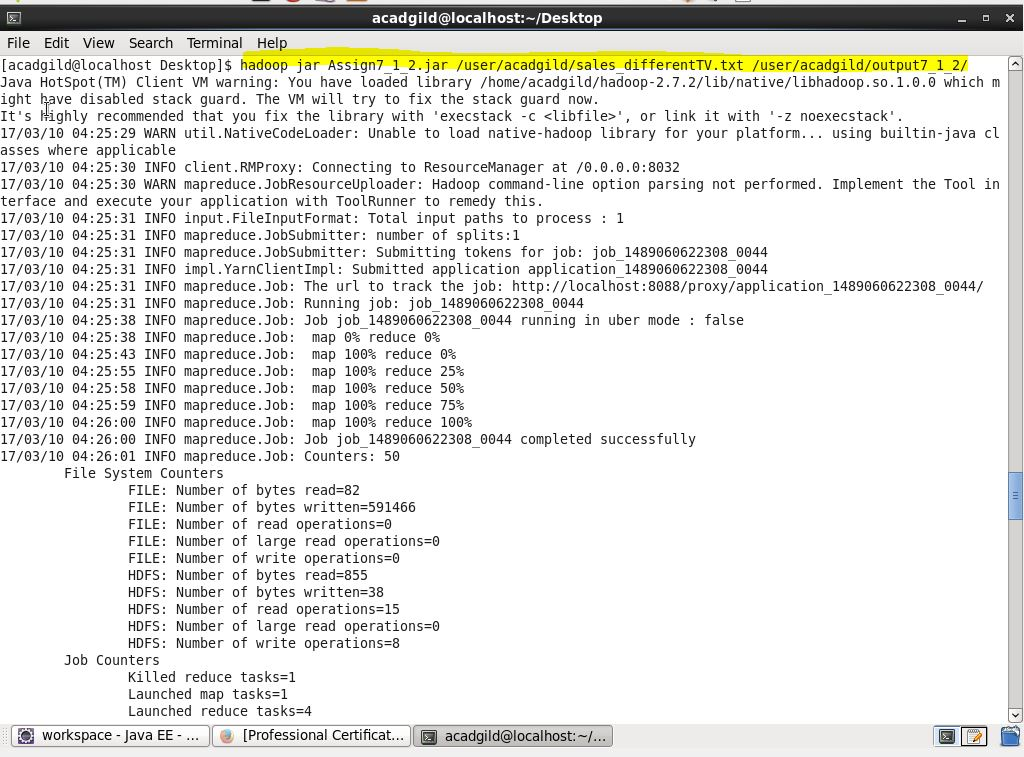 acadgild@localhost:~/Desktop
File Edit View Search Terminal Help
[acadgild@localhost Desktop]$ hadoop jar Assign7_1_2.jar /user/acadgild/sales_differentTV.txt /user/acadgild/output7_1_2/
Java HotSpot(TM) Client VM warning: You have loaded library /home/acadgild/hadoop-2.7.2/lib/native/libhadoop.so.1.0.0 which m
ight have disabled stack guard. The VM will try to fix the stack guard now.
It's highly recommended that you fix the library with 'execstack -c <libfile>', or link it with '-z noexecstack'.
17/03/10 04:25:29 WARN util.NativeCodeLoader: Unable to load native-hadoop library for your platform... using builtin-java cl
asses where applicable
17/03/10 04:25:30 INFO client.RMProxy: Connecting to ResourceManager at /0.0.0.0:8032
17/03/10 04:25:30 WARN mapreduce.JobResourceUploader: Hadoop command-line option parsing not performed. Implement the Tool in
terface and execute your application with ToolRunner to remedy this.
17/03/10 04:25:31 INFO input.FileInputFormat: Total input paths to process : 1
17/03/10 04:25:31 INFO mapreduce.JobSubmitter: number of splits:1
17/03/10 04:25:31 INFO mapreduce.JobSubmitter: Submitting tokens for job: job_1489060622308_0044
17/03/10 04:25:31 INFO impl.YarnClientImpl: Submitted application application_1489060622308_0044
17/03/10 04:25:31 INFO mapreduce.Job: The url to track the job: http://localhost:8088/proxy/application_1489060622308_0044/
17/03/10 04:25:31 INFO mapreduce.Job: Running job: job_1489060622308_0044
17/03/10 04:25:38 INFO mapreduce.Job: Job job_1489060622308_0044 running in uber mode : false
17/03/10 04:25:38 INFO mapreduce.Job:  map 0% reduce 0%
17/03/10 04:25:43 INFO mapreduce.Job:  map 100% reduce 0%
17/03/10 04:25:55 INFO mapreduce.Job:  map 100% reduce 25%
17/03/10 04:25:58 INFO mapreduce.Job:  map 100% reduce 50%
17/03/10 04:25:59 INFO mapreduce.Job:  map 100% reduce 75%
17/03/10 04:26:00 INFO mapreduce.Job:  map 100% reduce 100%
17/03/10 04:26:00 INFO mapreduce.Job: Job job_1489060622308_0044 completed successfully
17/03/10 04:26:01 INFO mapreduce.Job: Counters: 50
File System Counters
FILE: Number of bytes read=82
FILE: Number of bytes written=591466
FILE: Number of read operations=0
FILE: Number of large read operations=0
FILE: Number of write operations=0
HDFS: Number of bytes read=855
HDFS: Number of bytes written=38
HDFS: Number of read operations=15
HDFS: Number of large read operations=0
HDFS: Number of write operations=8
Job Counters
Killed reduce tasks=1
Launched map tasks=1
Launched reduce tasks=4
workspace - Java EE - ... [Professional Certificat... acadgild@localhost:~/...